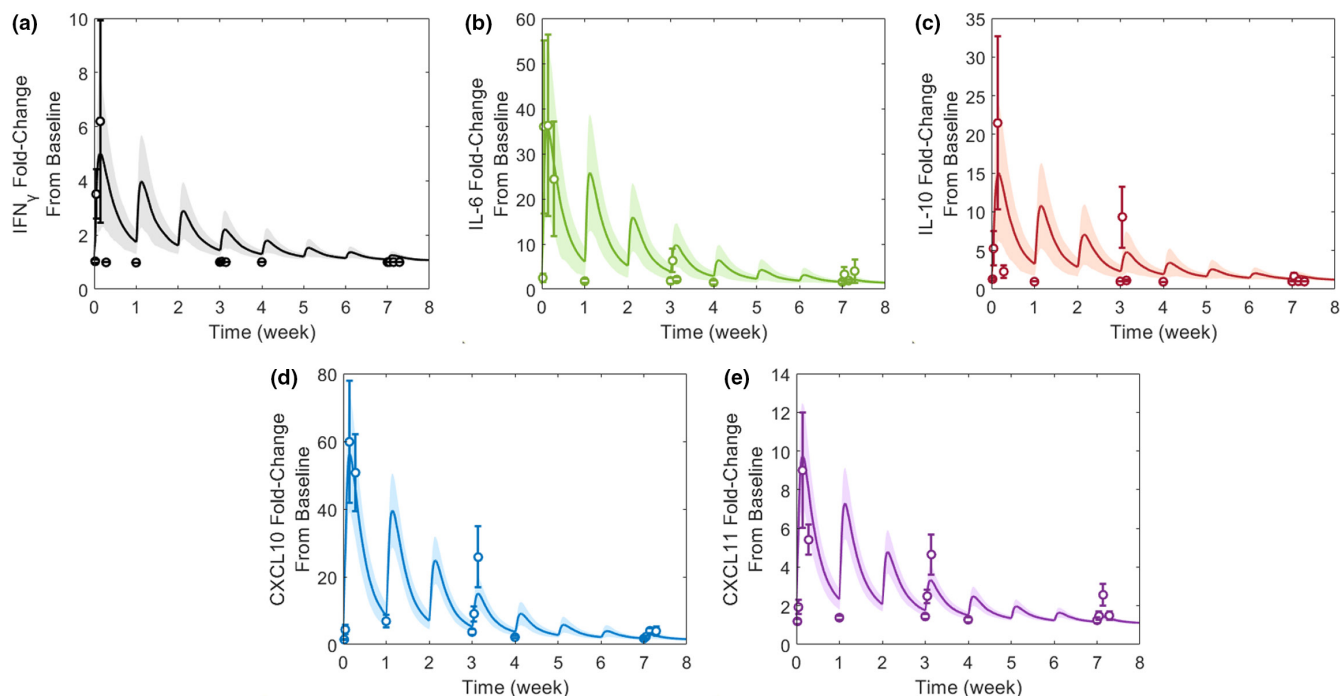 (a)
IFNγ Fold-Change
From Baseline
10
8
6
4
2
0
0 1 2 3 4 5 6 7 8
Time (week)
(b)
IL-6 Fold-Change
From Baseline
60
50
40
30
20
10
0
0 1 2 3 4 5 6 7 8
Time (week)
(c)
IL-10 Fold-Change
From Baseline
35
30
25
20
15
10
5
0
0 1 2 3 4 5 6 7 8
Time (week)
(d)
CXCL10 Fold-Change
From Baseline
80
60
40
20
0
0 1 2 3 4 5 6 7 8
Time (week)
(e)
CXCL11 Fold-Change
From Baseline
14
12
10
8
6
4
2
0
0 1 2 3 4 5 6 7 8
Time (week)